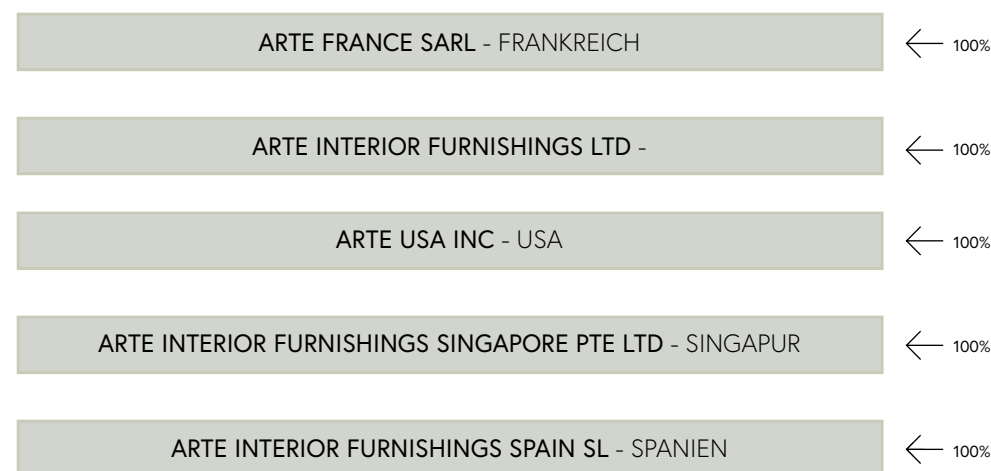 ARTE FRANCE SARL - FRANKREICH 100%
ARTE INTERIOR FURNISHINGS LTD - 100%
ARTE USA INC - USA 100%
ARTE INTERIOR FURNISHINGS SINGAPORE PTE LTD - SINGAPUR 100%
ARTE INTERIOR FURNISHINGS SPAIN SL - SPANIEN 100%